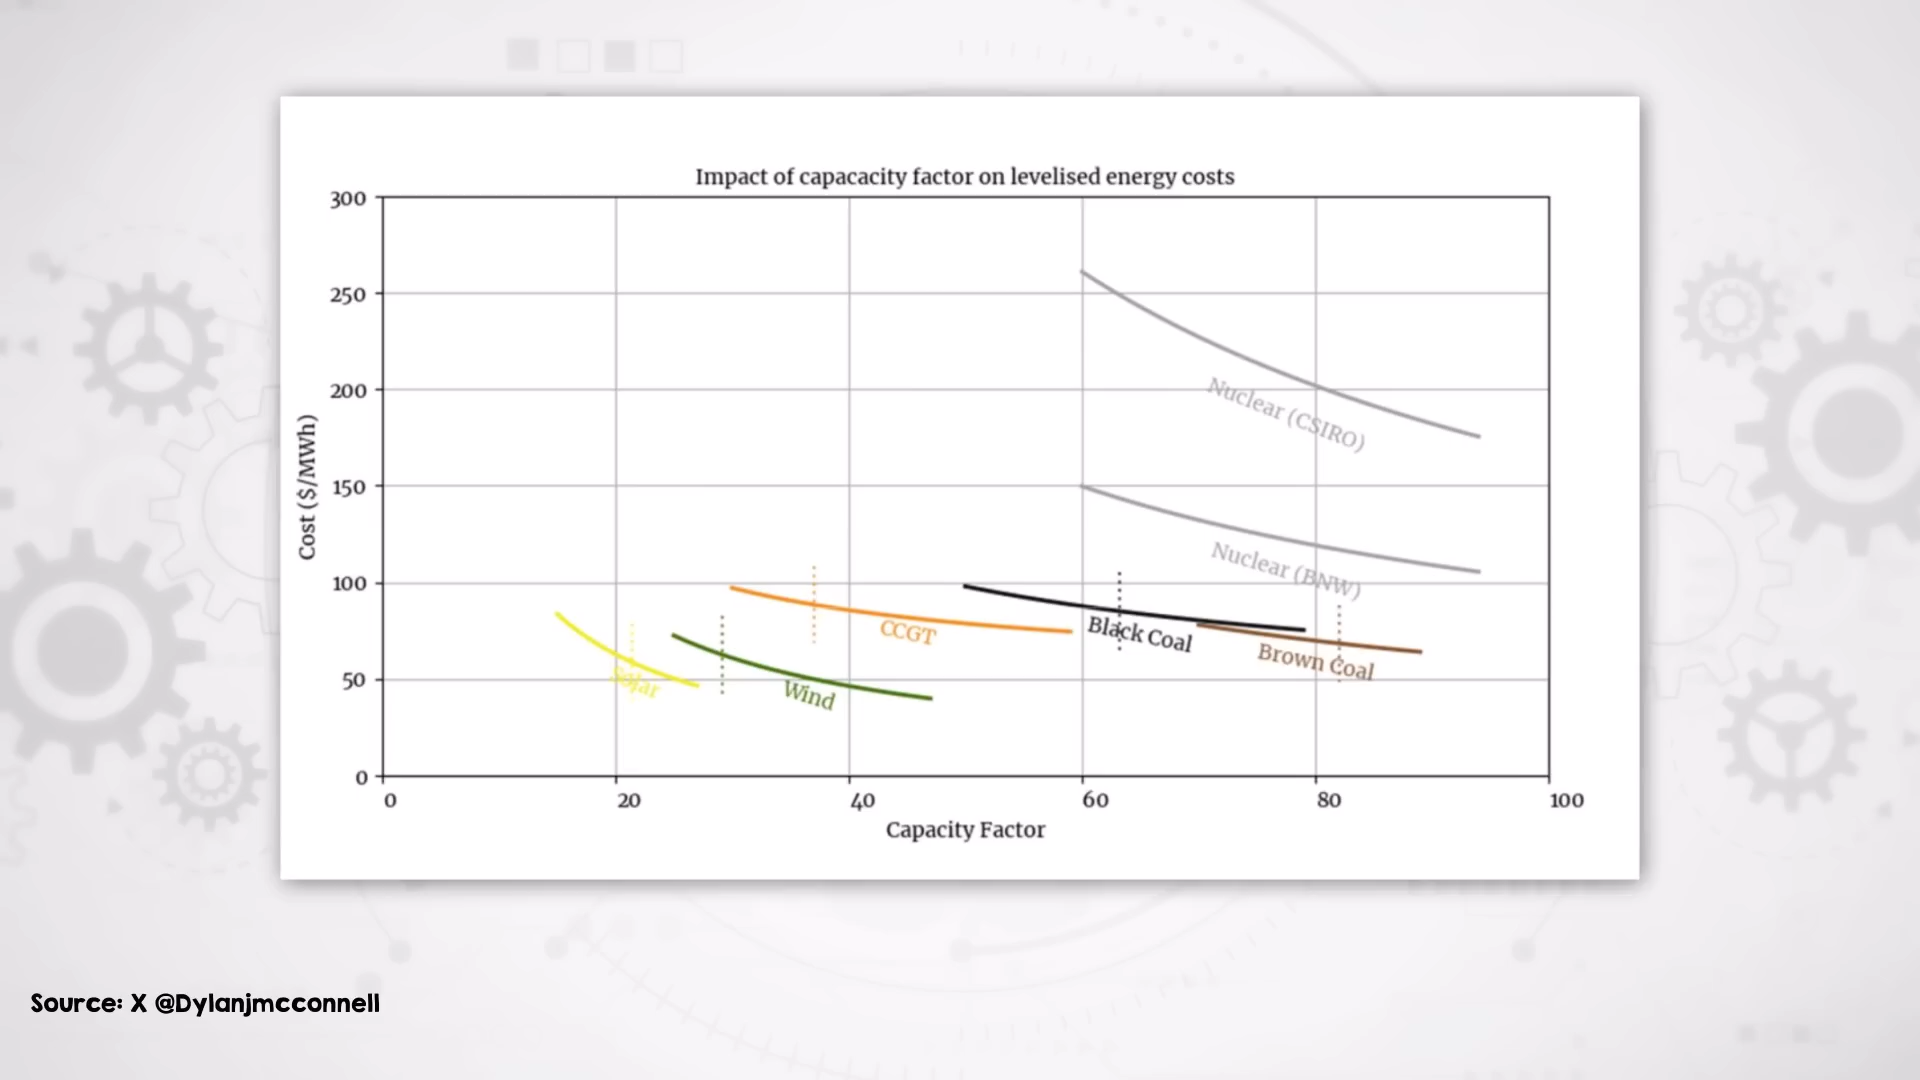 Impact of capacacity factor on levelised energy costs
300
250
200
150
100
50
0
Cost ($/MWh)
Nuclear (CSIRO)
Nuclear (BNW)
CCGT
Black Coal
Brown Coal
Solar
Wind
0 20 40 60 80 100
Capacity Factor
Source: X @Dylanjmcconnell